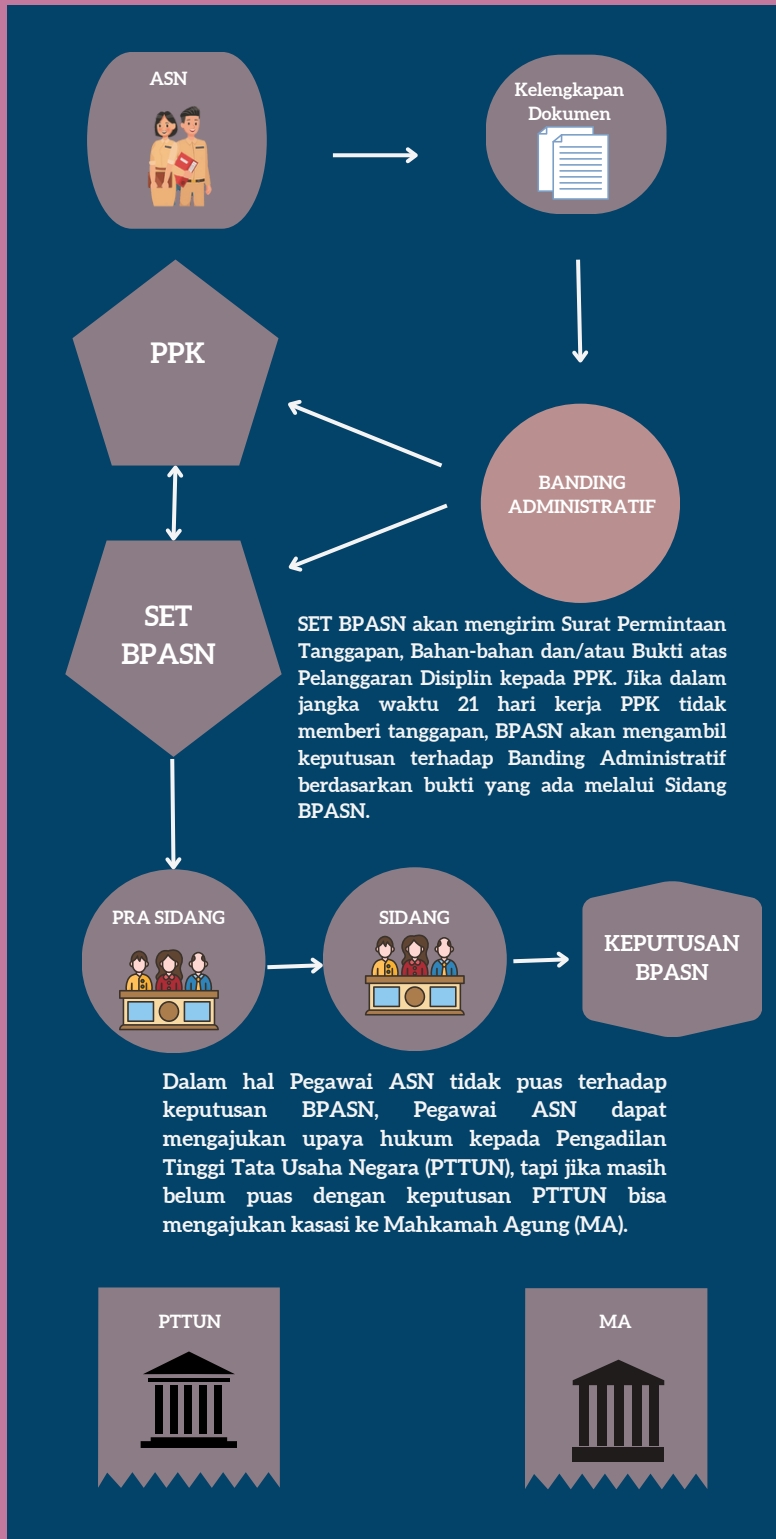 ASN
Kelengkapan
Dokumen
PPK
BANDING
ADMINISTRATIF
SET
BPASN
SET BPASN akan mengirim Surat Permintaan
Tanggapan, Bahan-bahan dan/atau Bukti atas
Pelanggaran Disiplin kepada PPK. Jika dalam
jangka waktu 21 hari kerja PPK tidak
memberi tanggapan, BPASN akan mengambil
keputusan terhadap Banding Administratif
berdasarkan bukti yang ada melalui Sidang
BPASN.
PRA SIDANG
SIDANG
KEPUTUSAN
BPASN
Dalam hal Pegawai ASN tidak puas terhadap
keputusan BPASN, Pegawai ASN dapat
mengajukan upaya hukum kepada Pengadilan
Tinggi Tata Usaha Negara (PTTUN), tapi jika masih
belum puas dengan keputusan PTTUN bisa
mengajukan kasasi ke Mahkamah Agung (MA).
PTTUN
MA